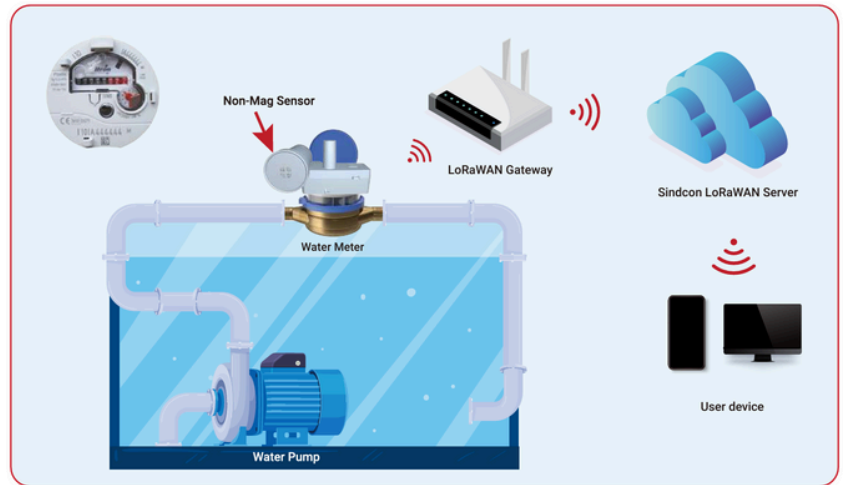 Non-Mag Sensor
LoRaWAN Gateway
Sindcon LoRaWAN Server
Water Meter
User device
Water Pump